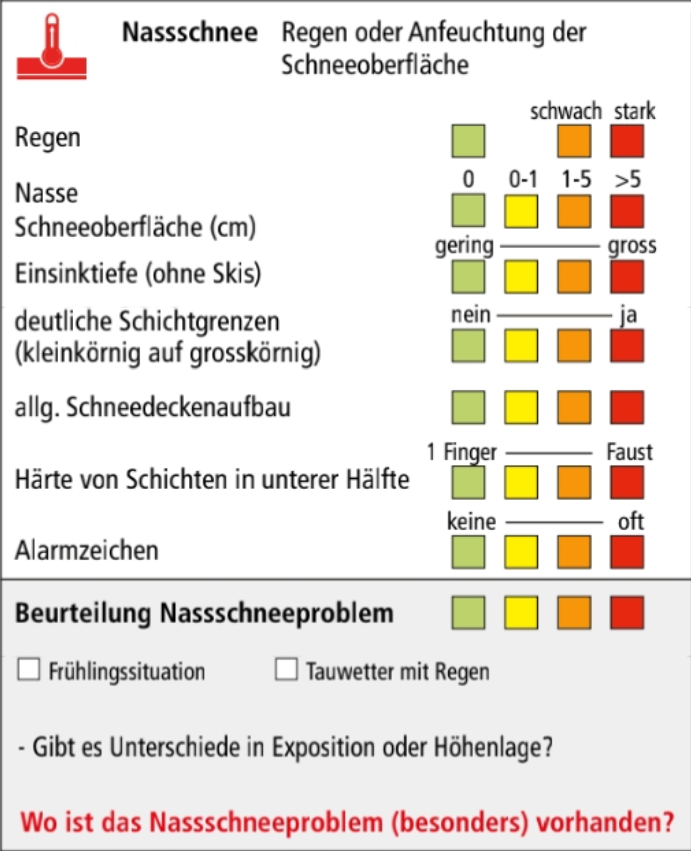 Nassschnee Regen oder Anfeuchtung der
Schneeoberfläche
schwach stark
Regen
0 0-1 1-5 >5
Nasse
Schneeoberfläche (cm)
gering gross
Einsinktiefe (ohne Skis)
nein ja
deutliche Schichtgrenzen
(kleinkörnig auf grosskörnig)
allg. Schneedeckenaufbau
1 Finger Faust
Härte von Schichten in unterer Hälfte
keine oft
Alarmzeichen
Beurteilung Nassschneeproblem
Frühlingssituation Tauwetter mit Regen
- Gibt es Unterschiede in Exposition oder Höhenlage?
Wo ist das Nassschneeproblem (besonders) vorhanden?